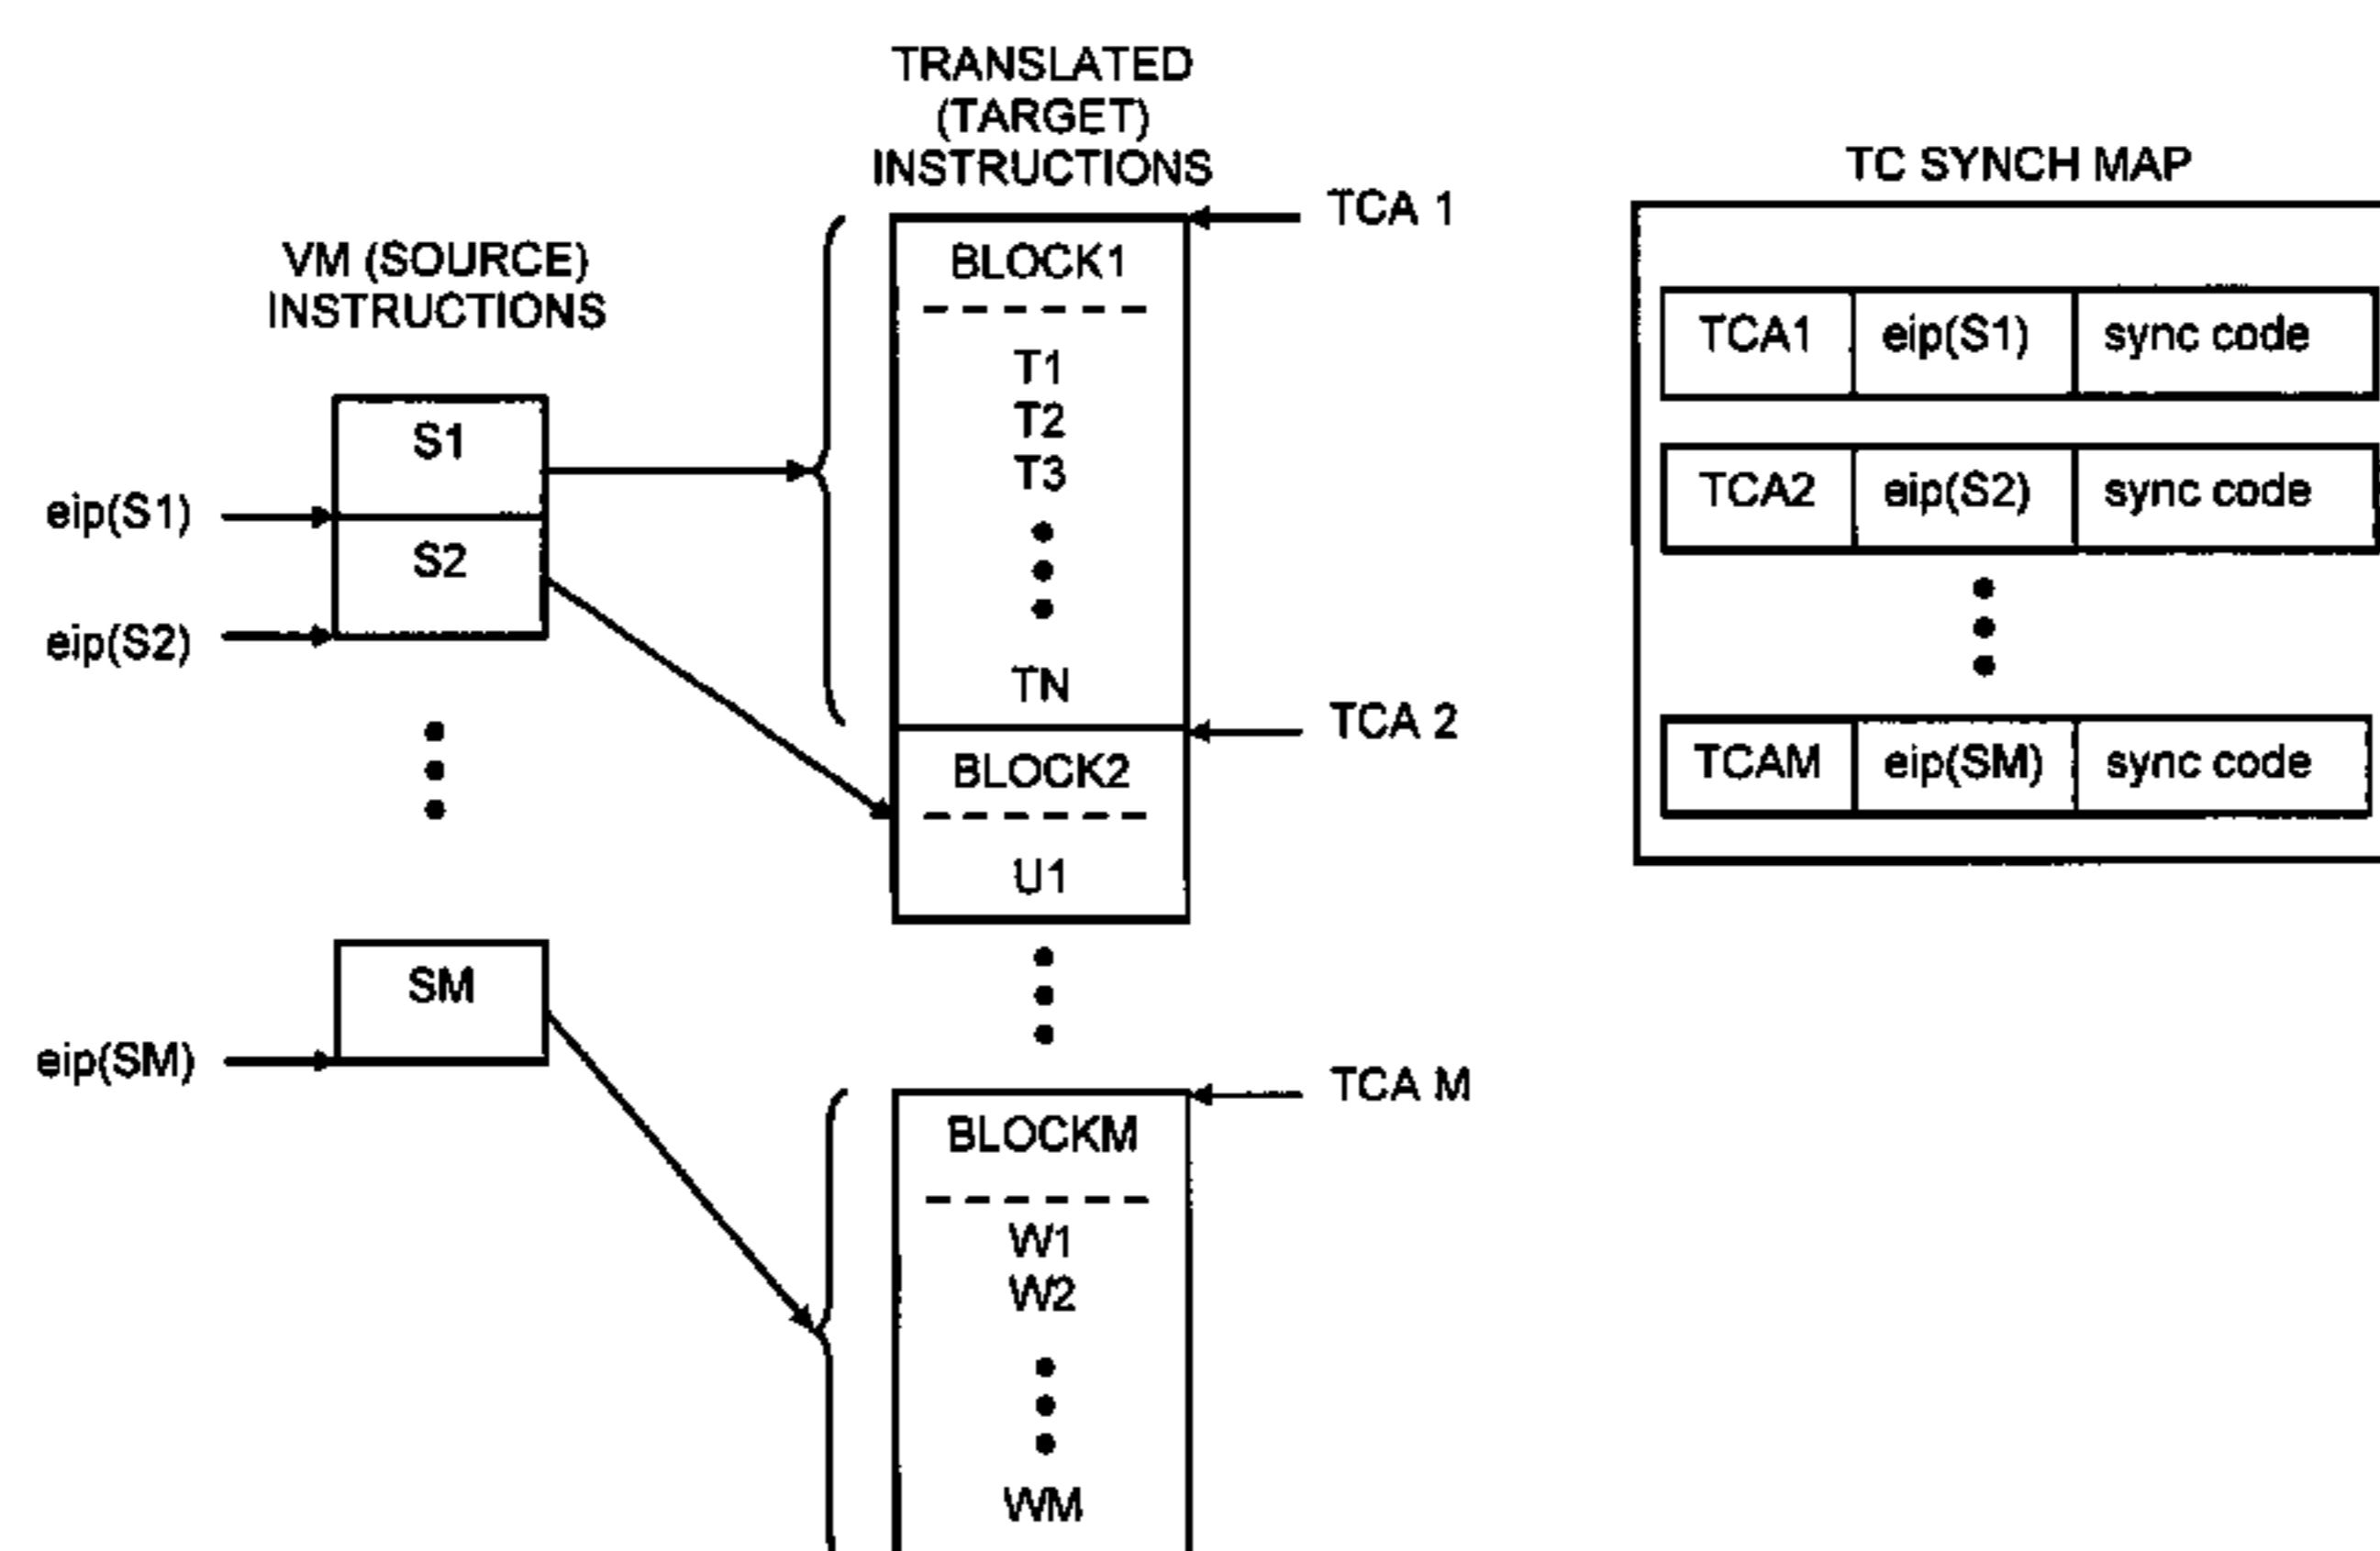 TRANSLATED
(TARGET)
INSTRUCTIONS
VM (SOURCE)
INSTRUCTIONS
S1
S2
eip(S1)
eip(S2)
SM
eip(SM)
BLOCK1
T1
T2
T3
TN
BLOCK2
U1
BLOCKM
W1
W2
WM
TCA 1
TCA 2
TCA M
TC SYNCH MAP
TCA1 eip(S1) sync code
TCA2 eip(S2) sync code
TCAM eip(SM) sync code